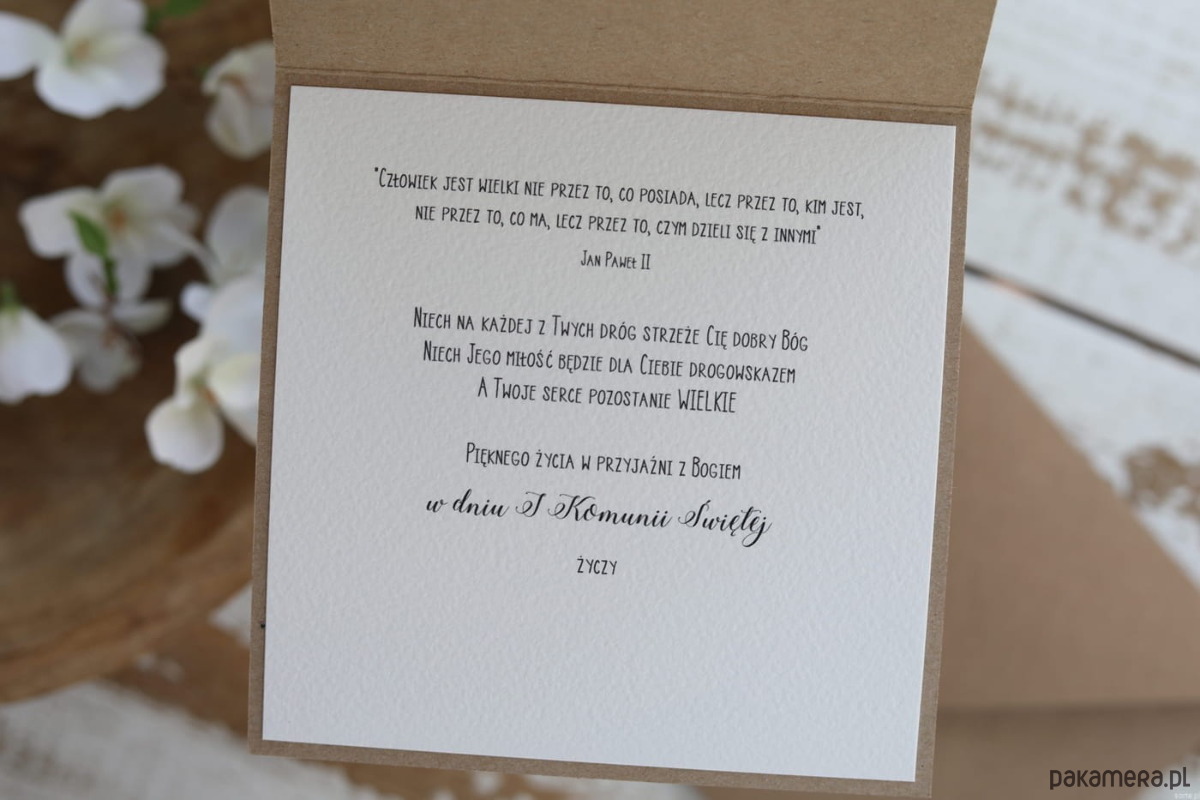 "Człowiek jest wielki nie przez to, co posiada, lecz przez to, kim jest,
nie przez to, co ma, lecz przez to, czym dzieli się z innymi"
Jan Paweł II
Niech na każdej z Twych dróg strzeże Cię dobry Bóg
Niech Jego miłość będzie dla Ciebie drogowskazem
A Twoje serce pozostanie WIELKIE
Pięknego życia w przyjaźni z Bogiem
w dniu I Komunii Świętej
życzy
pakamera.pl